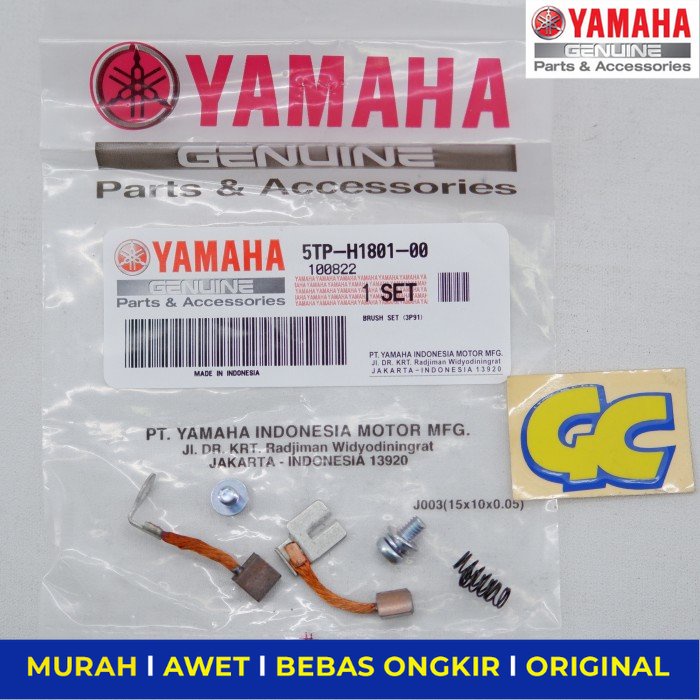 YAMAHA
GENUINE
Parts & Accessories
YAMAHA
GENUINE
Parts & Accessories
YAMAHA
GENUINE
Parts & Accessories
5TP-H1801-00
100822
1 SET
BRUSH SET (3P91)
MADE IN INDONESIA
PT. YAMAHA INDONESIA MOTOR MFG.
Jl. DR. KRT. Radjiman Widyodiningrat
JAKARTA-INDONESIA 13920
PT. YAMAHA INDONESIA MOTOR MFG.
Jl. DR. KRT. Radjiman Widyodiningrat
JAKARTA - INDONESIA 13920
J003(15x10x0.05)
GC
MURAH | AWET | BEBAS ONGKIR | ORIGINAL